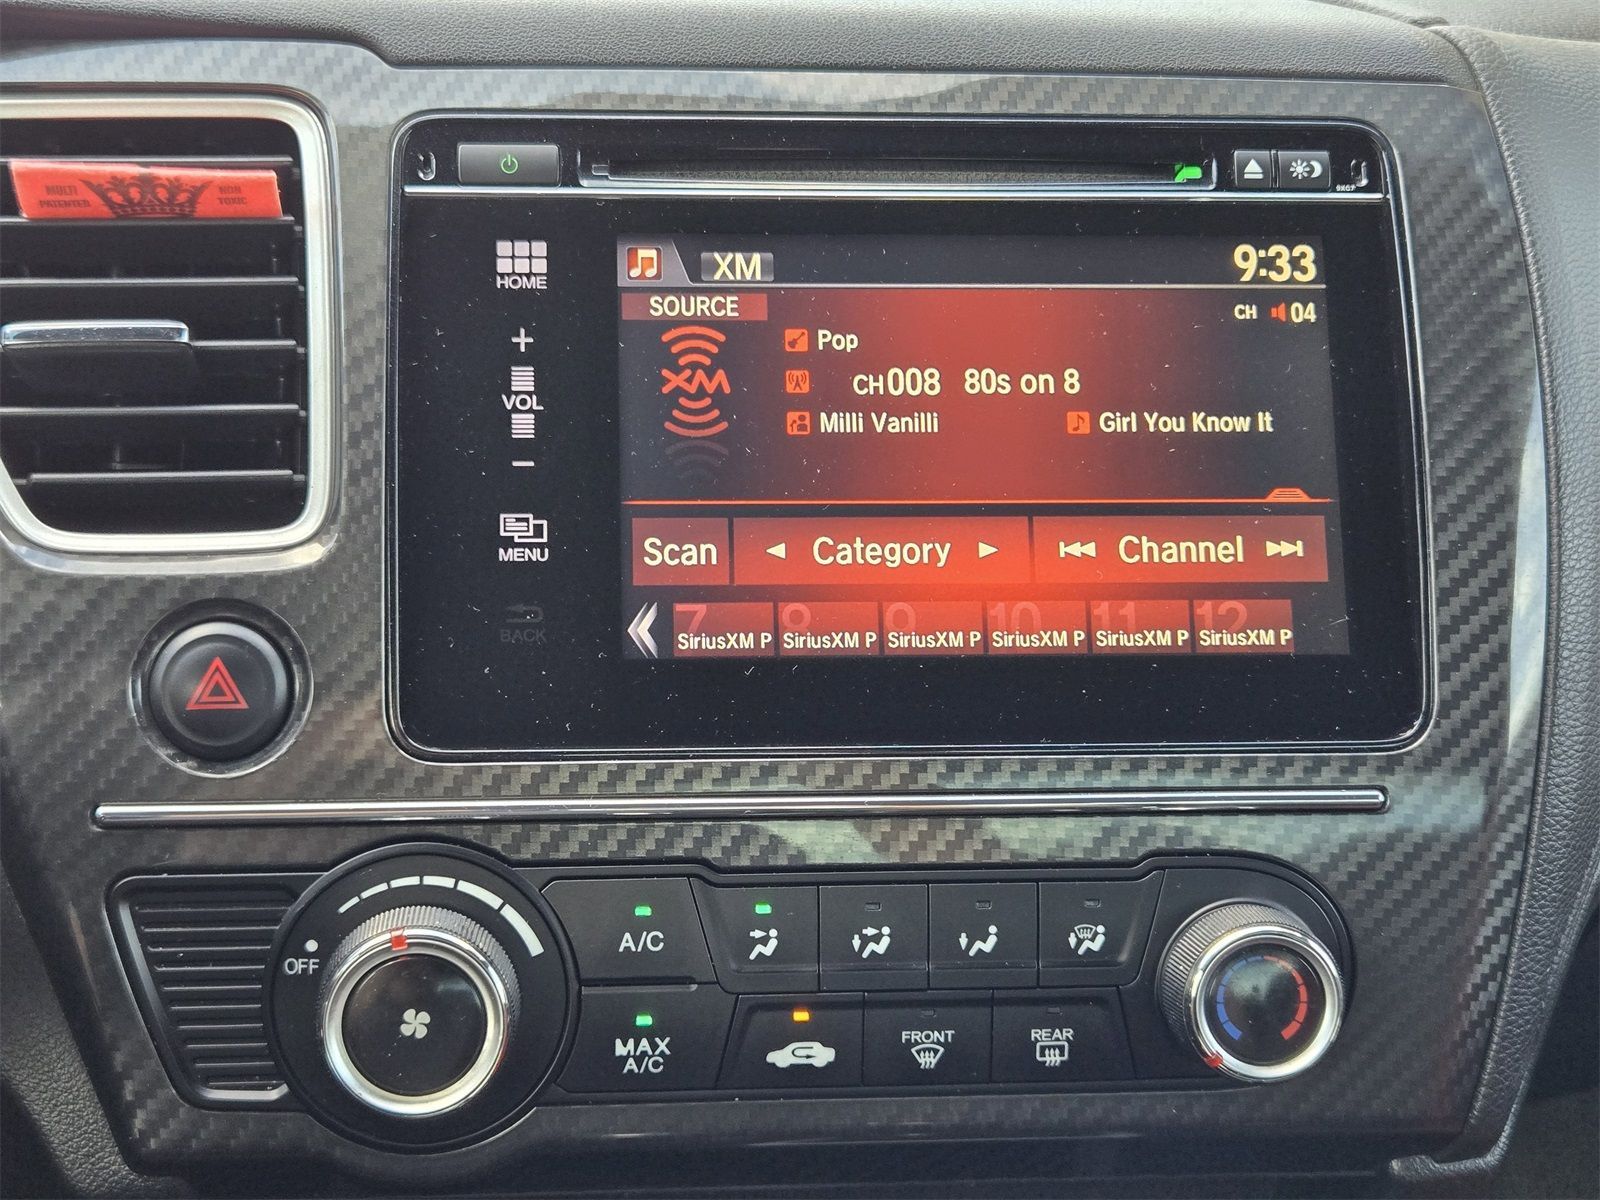 MULTI
PATENTED
NON
TOXIC
HOME
+
VOL
−
MENU
BACK
XM
9:33
SOURCE
CH 04
XM
Pop
CH008 80s on 8
Milli Vanilli
Girl You Know It
Scan
Category
Channel
7 8 9 10 11 12
SiriusXM P SiriusXM P SiriusXM P SiriusXM P SiriusXM P SiriusXM P
OFF
A/C
MAX
A/C
FRONT
REAR